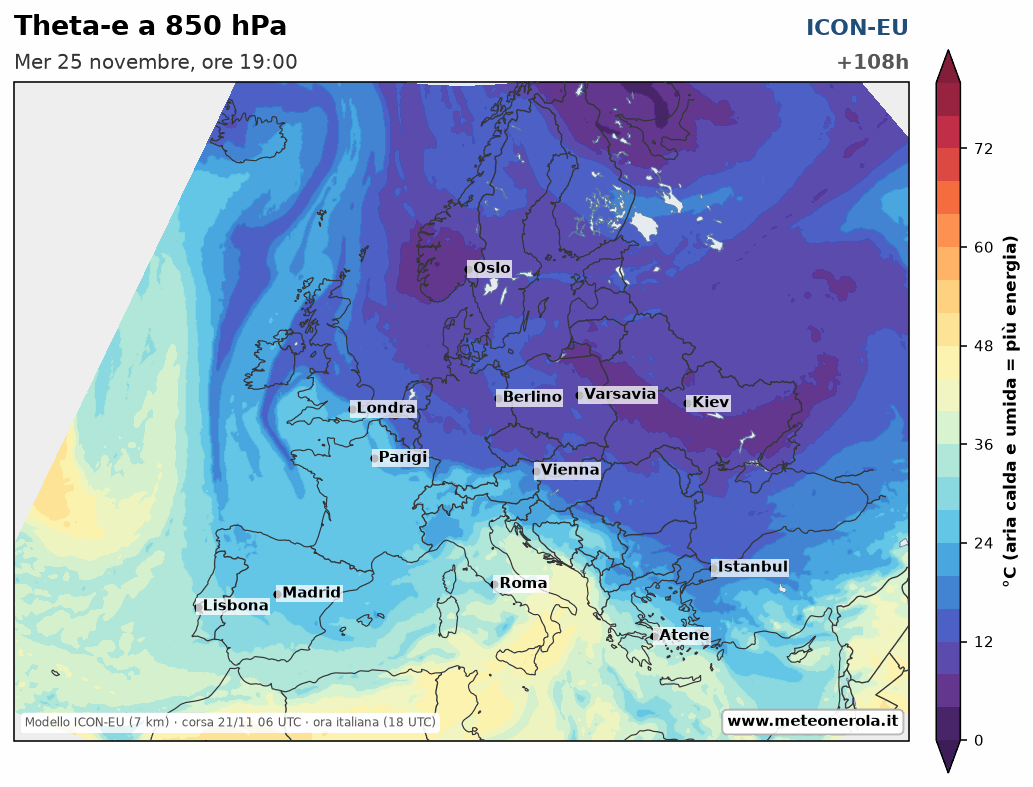 Theta-e a 850 hPa
ICON-EU
Mer 25 novembre, ore 19:00
+108h
72
60
48
36
24
12
0
°C (aria calda e umida = più energia)
Oslo
Berlino
Varsavia
Kiev
Londra
Parigi
Vienna
Istanbul
Roma
Madrid
Lisbona
Atene
Modello ICON-EU (7 km) · corsa 21/11 06 UTC · ora italiana (18 UTC)
www.meteonerola.it